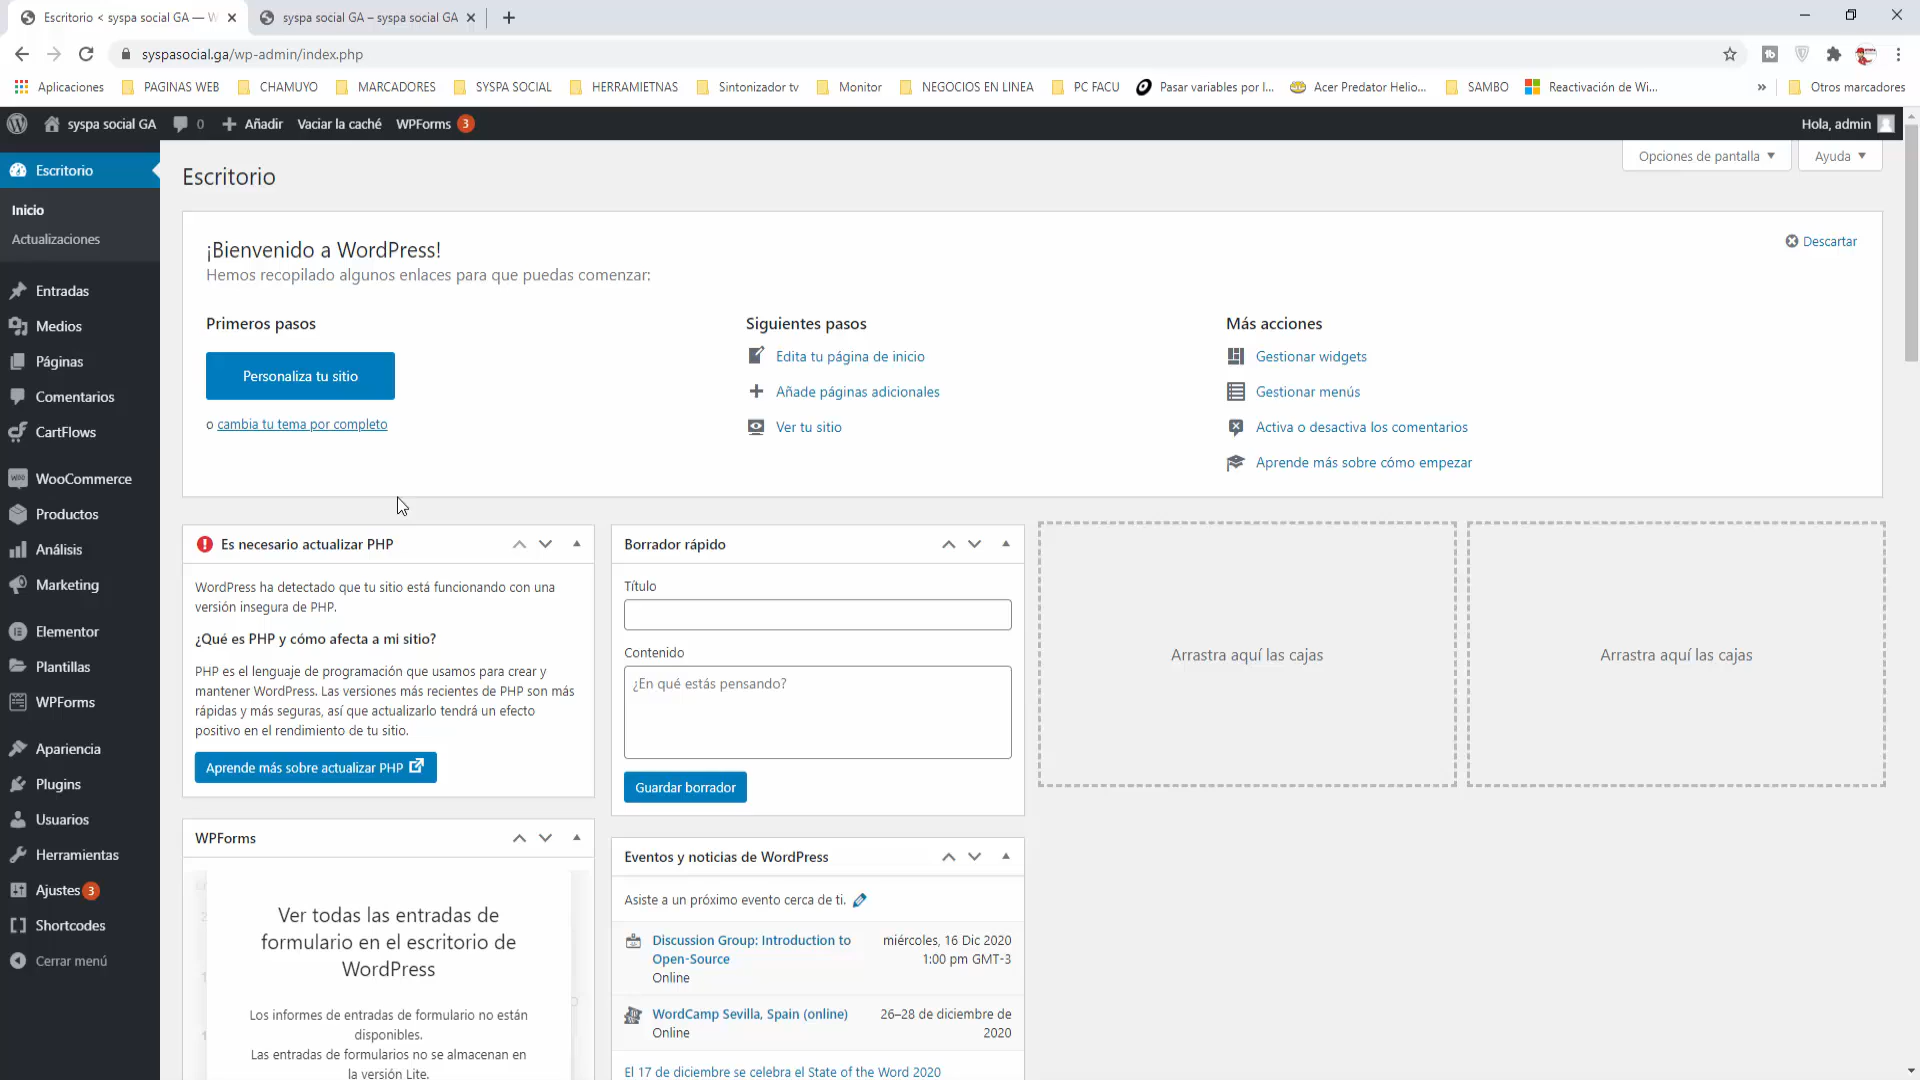 Escritorio < syspa social GA — W
syspa social GA – syspa social GA
syspasocial.ga/wp-admin/index.php
Aplicaciones PAGINAS WEB CHAMUYO MARCADORES SYSPA SOCIAL HERRAMIETNAS Sintonizador tv Monitor NEGOCIOS EN LINEA PC FACU Pasar variables por l... Acer Predator Helio... SAMBO Reactivación de Wi... » Otros marcadores
syspa social GA 0 Añadir Vaciar la caché WPForms 3 Hola, admin
Opciones de pantalla Ayuda
Escritorio
Inicio
Actualizaciones
Entradas
Medios
Páginas
Comentarios
CartFlows
WooCommerce
Productos
Análisis
Marketing
Elementor
Plantillas
WPForms
Apariencia
Plugins
Usuarios
Herramientas
Ajustes 3
Shortcodes
Cerrar menú
Escritorio
¡Bienvenido a WordPress!
Hemos recopilado algunos enlaces para que puedas comenzar:
Descartar
Primeros pasos
Personaliza tu sitio
o cambia tu tema por completo
Siguientes pasos
Edita tu página de inicio
Añade páginas adicionales
Ver tu sitio
Más acciones
Gestionar widgets
Gestionar menús
Activa o desactiva los comentarios
Aprende más sobre cómo empezar
Es necesario actualizar PHP
WordPress ha detectado que tu sitio está funcionando con una
versión insegura de PHP.
¿Qué es PHP y cómo afecta a mi sitio?
PHP es el lenguaje de programación que usamos para crear y
mantener WordPress. Las versiones más recientes de PHP son más
rápidas y más seguras, así que actualizarlo tendrá un efecto
positivo en el rendimiento de tu sitio.
Aprende más sobre actualizar PHP
WPForms
Ver todas las entradas de
formulario en el escritorio de
WordPress
Los informes de entradas de formulario no están
disponibles.
Las entradas de formularios no se almacenan en
la versión Lite.
Borrador rápido
Título
Contenido
¿En qué estás pensando?
Guardar borrador
Eventos y noticias de WordPress
Asiste a un próximo evento cerca de ti.
Discussion Group: Introduction to
Open-Source
Online
miércoles, 16 Dic 2020
1:00 pm GMT-3
WordCamp Sevilla, Spain (online)
Online
26–28 de diciembre de
2020
El 17 de diciembre se celebra el State of the Word 2020
Arrastra aquí las cajas
Arrastra aquí las cajas